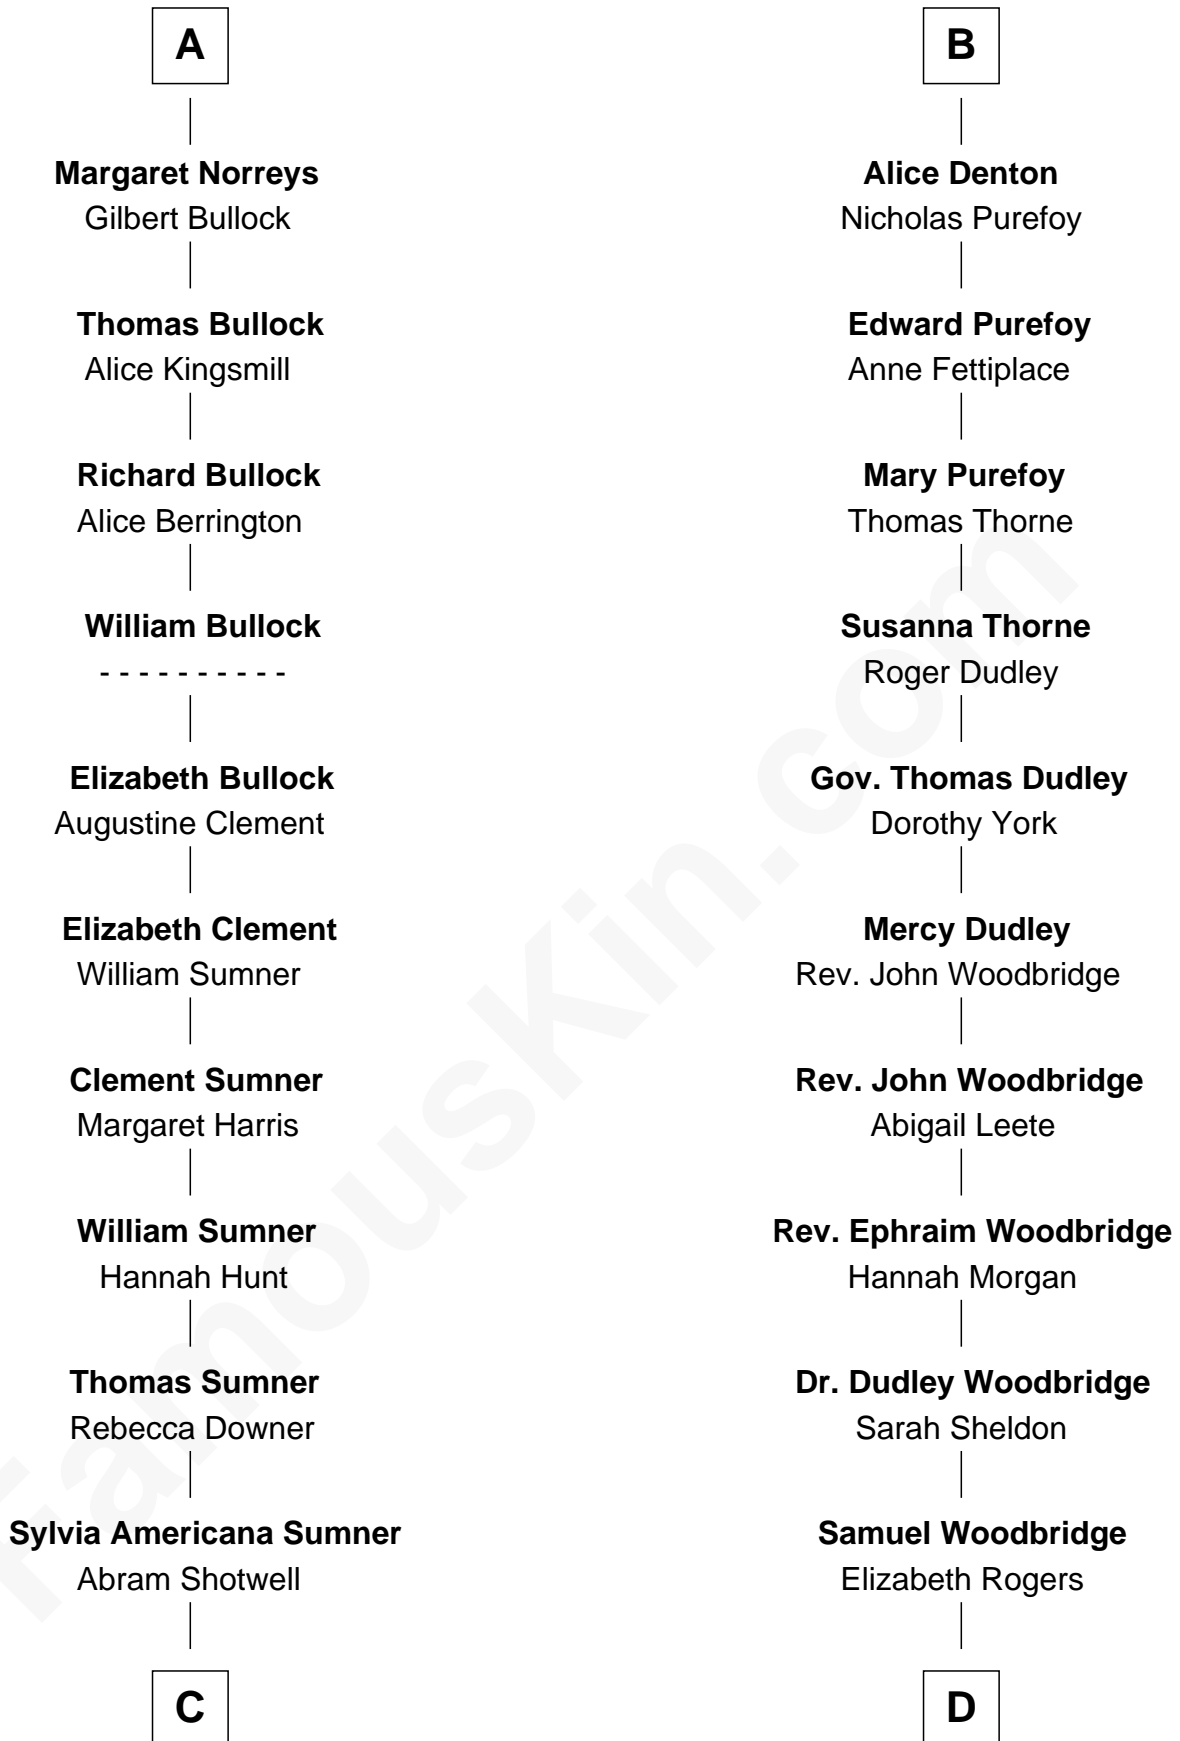 A
Margaret Norreys
Gilbert Bullock
Thomas Bullock
Alice Kingsmill
Richard Bullock
Alice Berrington
William Bullock
- - - - - - - - - -
Elizabeth Bullock
Augustine Clement
Elizabeth Clement
William Sumner
Clement Sumner
Margaret Harris
William Sumner
Hannah Hunt
Thomas Sumner
Rebecca Downer
Sylvia Americana Sumner
Abram Shotwell
C
B
Alice Denton
Nicholas Purefoy
Edward Purefoy
Anne Fettiplace
Mary Purefoy
Thomas Thorne
Susanna Thorne
Roger Dudley
Gov. Thomas Dudley
Dorothy York
Mercy Dudley
Rev. John Woodbridge
Rev. John Woodbridge
Abigail Leete
Rev. Ephraim Woodbridge
Hannah Morgan
Dr. Dudley Woodbridge
Sarah Sheldon
Samuel Woodbridge
Elizabeth Rogers
D
FamousKin.com